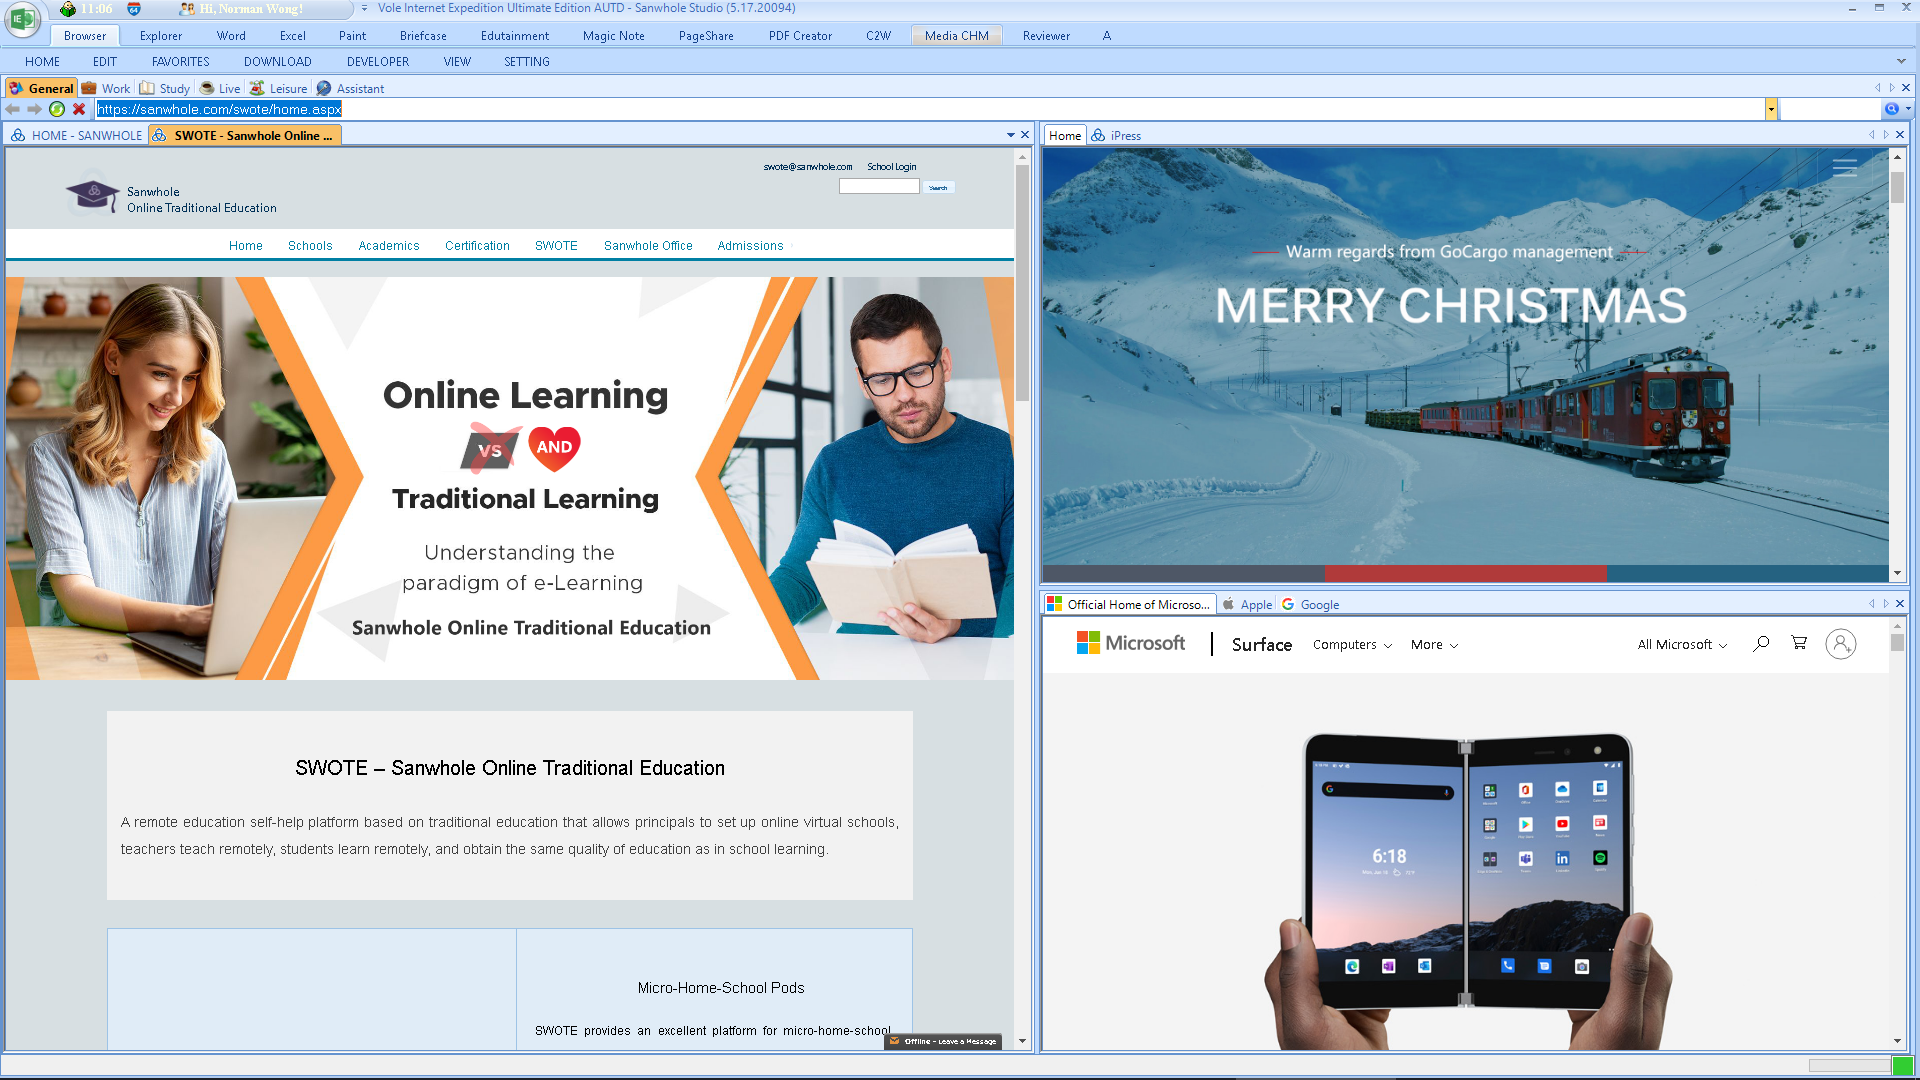 11:06
64
Hi, Norman Wong!
Vole Internet Expedition Ultimate Edition AUTD - Sanwhole Studio (5.17.20094)
Browser
Explorer
Word
Excel
Paint
Briefcase
Edutainment
Magic Note
PageShare
PDF Creator
C2W
Media CHM
Reviewer
A
HOME
EDIT
FAVORITES
DOWNLOAD
DEVELOPER
VIEW
SETTING
General
Work
Study
Live
Leisure
Assistant
https://sanwhole.com/swote/home.aspx
HOME - SANWHOLE
SWOTE - Sanwhole Online ...
swote@sanwhole.com
School Login
Search
Sanwhole
Online Traditional Education
Home
Schools
Academics
Certification
SWOTE
Sanwhole Office
Admissions
Online Learning
VS
AND
Traditional Learning
Understanding the
paradigm of e-Learning
Sanwhole Online Traditional Education
SWOTE – Sanwhole Online Traditional Education
A remote education self-help platform based on traditional education that allows principals to set up online virtual schools,
teachers teach remotely, students learn remotely, and obtain the same quality of education as in school learning.
Micro-Home-School Pods
SWOTE provides an excellent platform for micro-home-school
Offline - Leave a Message
Home
iPress
Warm regards from GoCargo management
MERRY CHRISTMAS
Official Home of Microso...
Apple
Google
Microsoft
Surface
Computers
More
All Microsoft
6:18